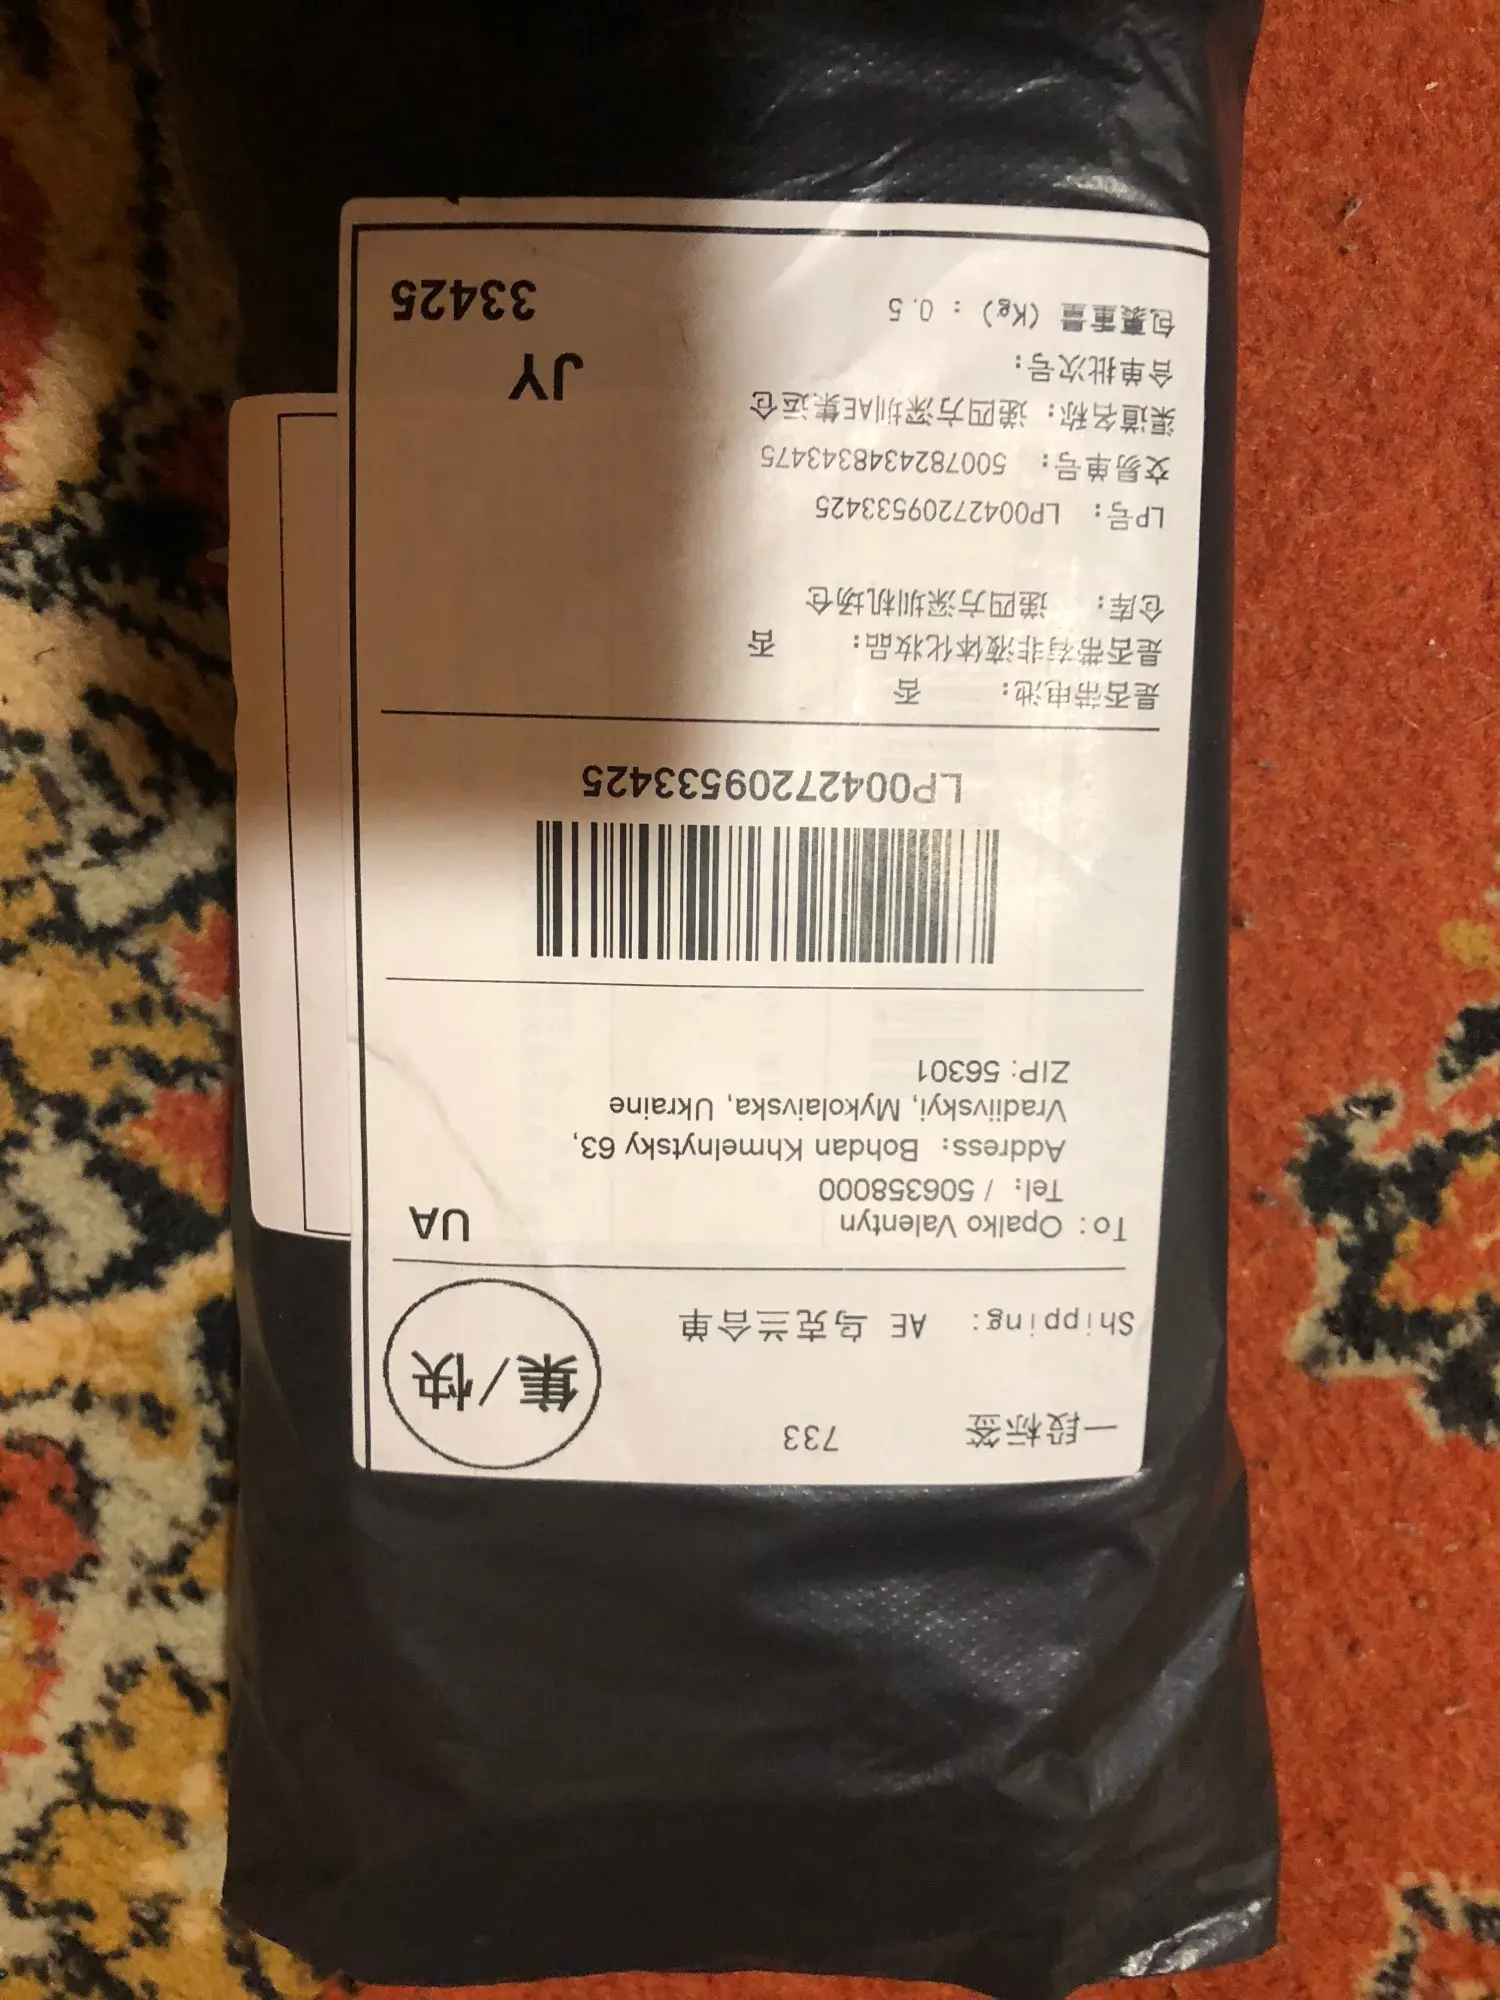 一段标签 733
集/快
Shipping: AE 乌克兰合单
To: Opalko Valentyn
UA
Tel: / 506358000
Address: Bohdan Khmelnytsky 63,
Vradiivskyi, Mykolaivska, Ukraine
ZIP: 56301
LP00427209533425
是否带电池: 否
是否带有非液体化妆品: 否
仓库: 递四方深圳机场仓
LP号: LP00427209533425
交易单号: 5007824348343475
渠道名称: 递四方深圳AE集运仓
合单批次号:
JY
包裹重量 (Kg) : 0.5
33425